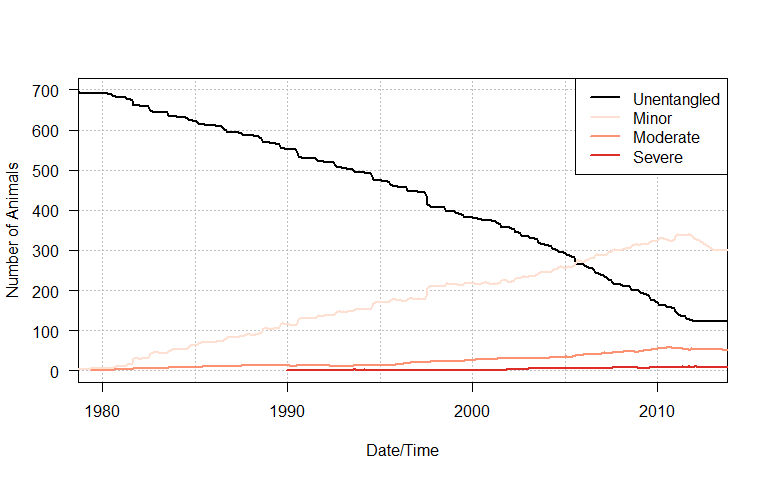 Unentangled
Minor
Moderate
Severe
Number of Animals
700
600
500
400
300
200
100
0
1980
1990
2000
2010
Date/Time